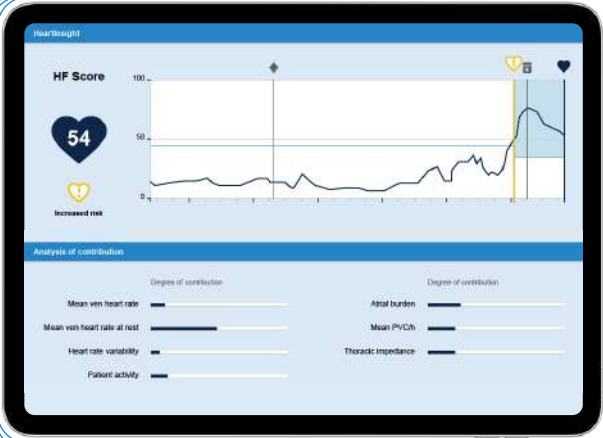 HeartInsight
HF Score
100
54
50
0
Increased risk
Analysis of contribution
Degree of contribution
Degree of contribution
Mean ven heart rate
Atrial burden
Mean ven heart rate at rest
Mean PVC/h
Heart rate variability
Thoracic impedance
Patient activity